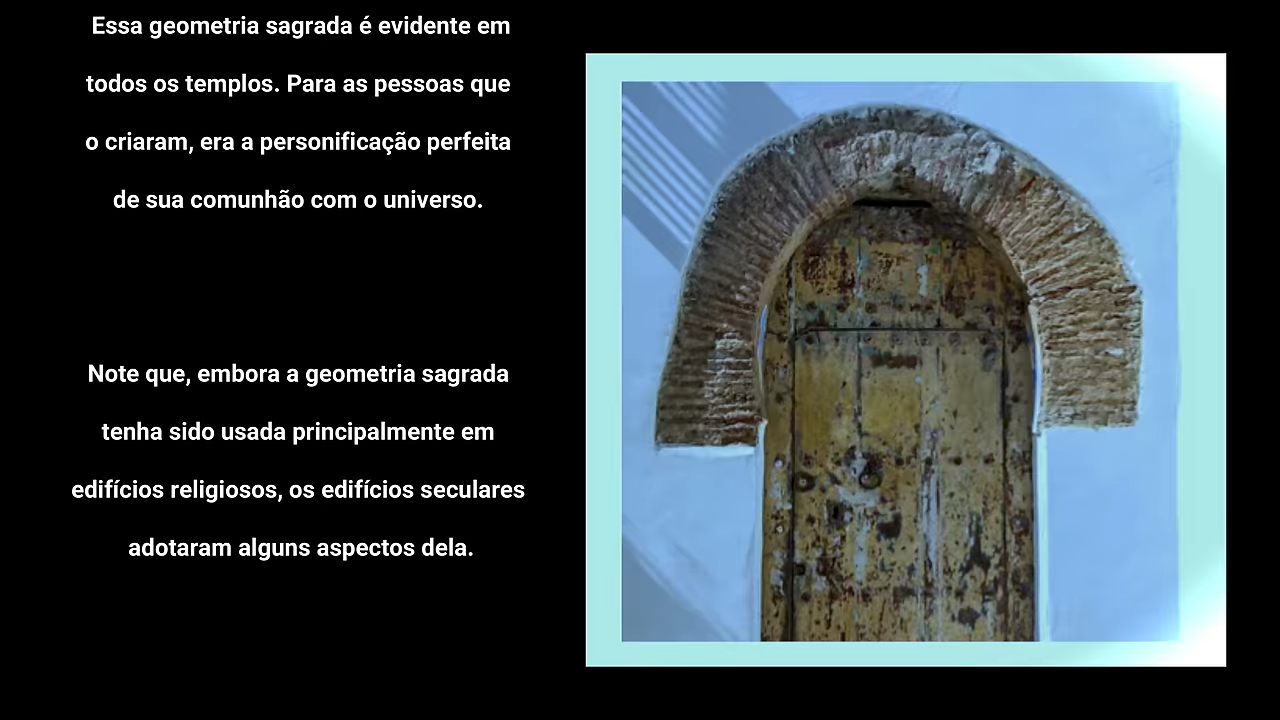 Essa geometria sagrada é evidente em
todos os templos. Para as pessoas que
o criaram, era a personificação perfeita
de sua comunhão com o universo.
Note que, embora a geometria sagrada
tenha sido usada principalmente em
edifícios religiosos, os edifícios seculares
adotaram alguns aspectos dela.